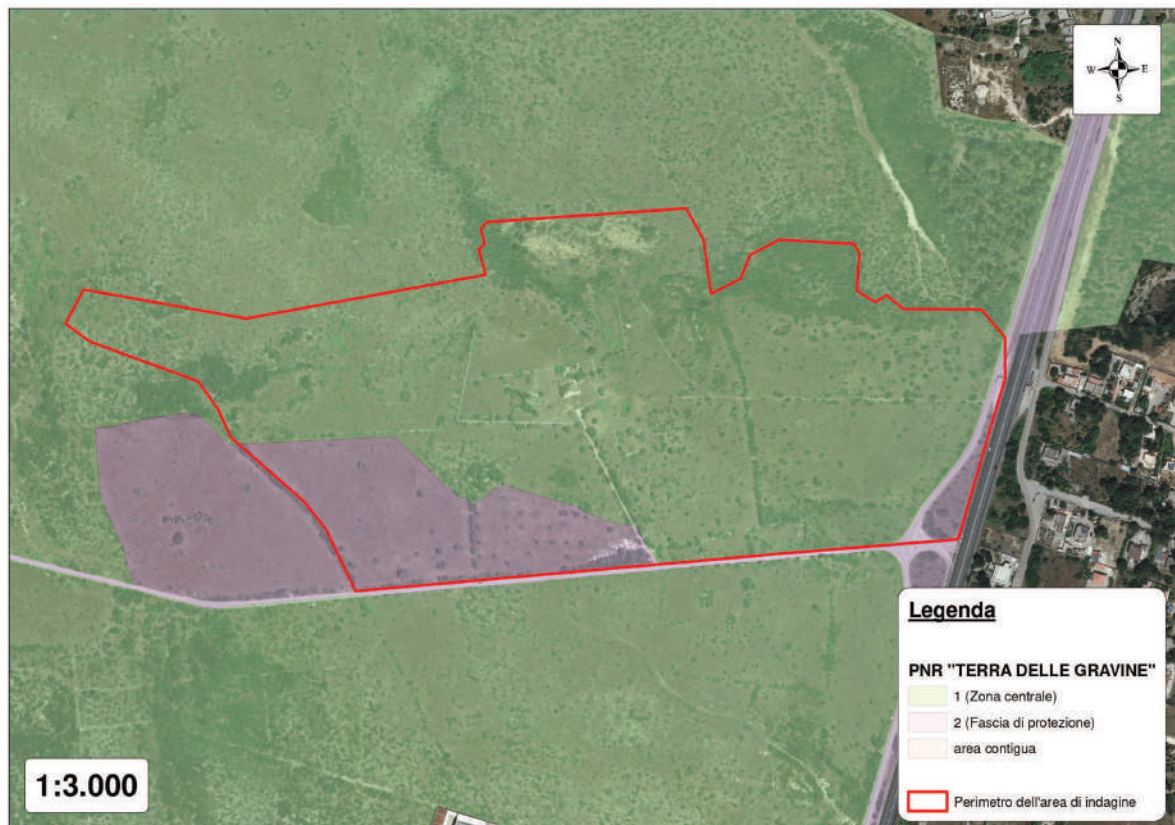 N
W E
S
Legenda
PNR "TERRA DELLE GRAVINE"
1 (Zona centrale)
2 (Fascia di protezione)
area contigua
Perimetro dell'area di indagine
1:3.000